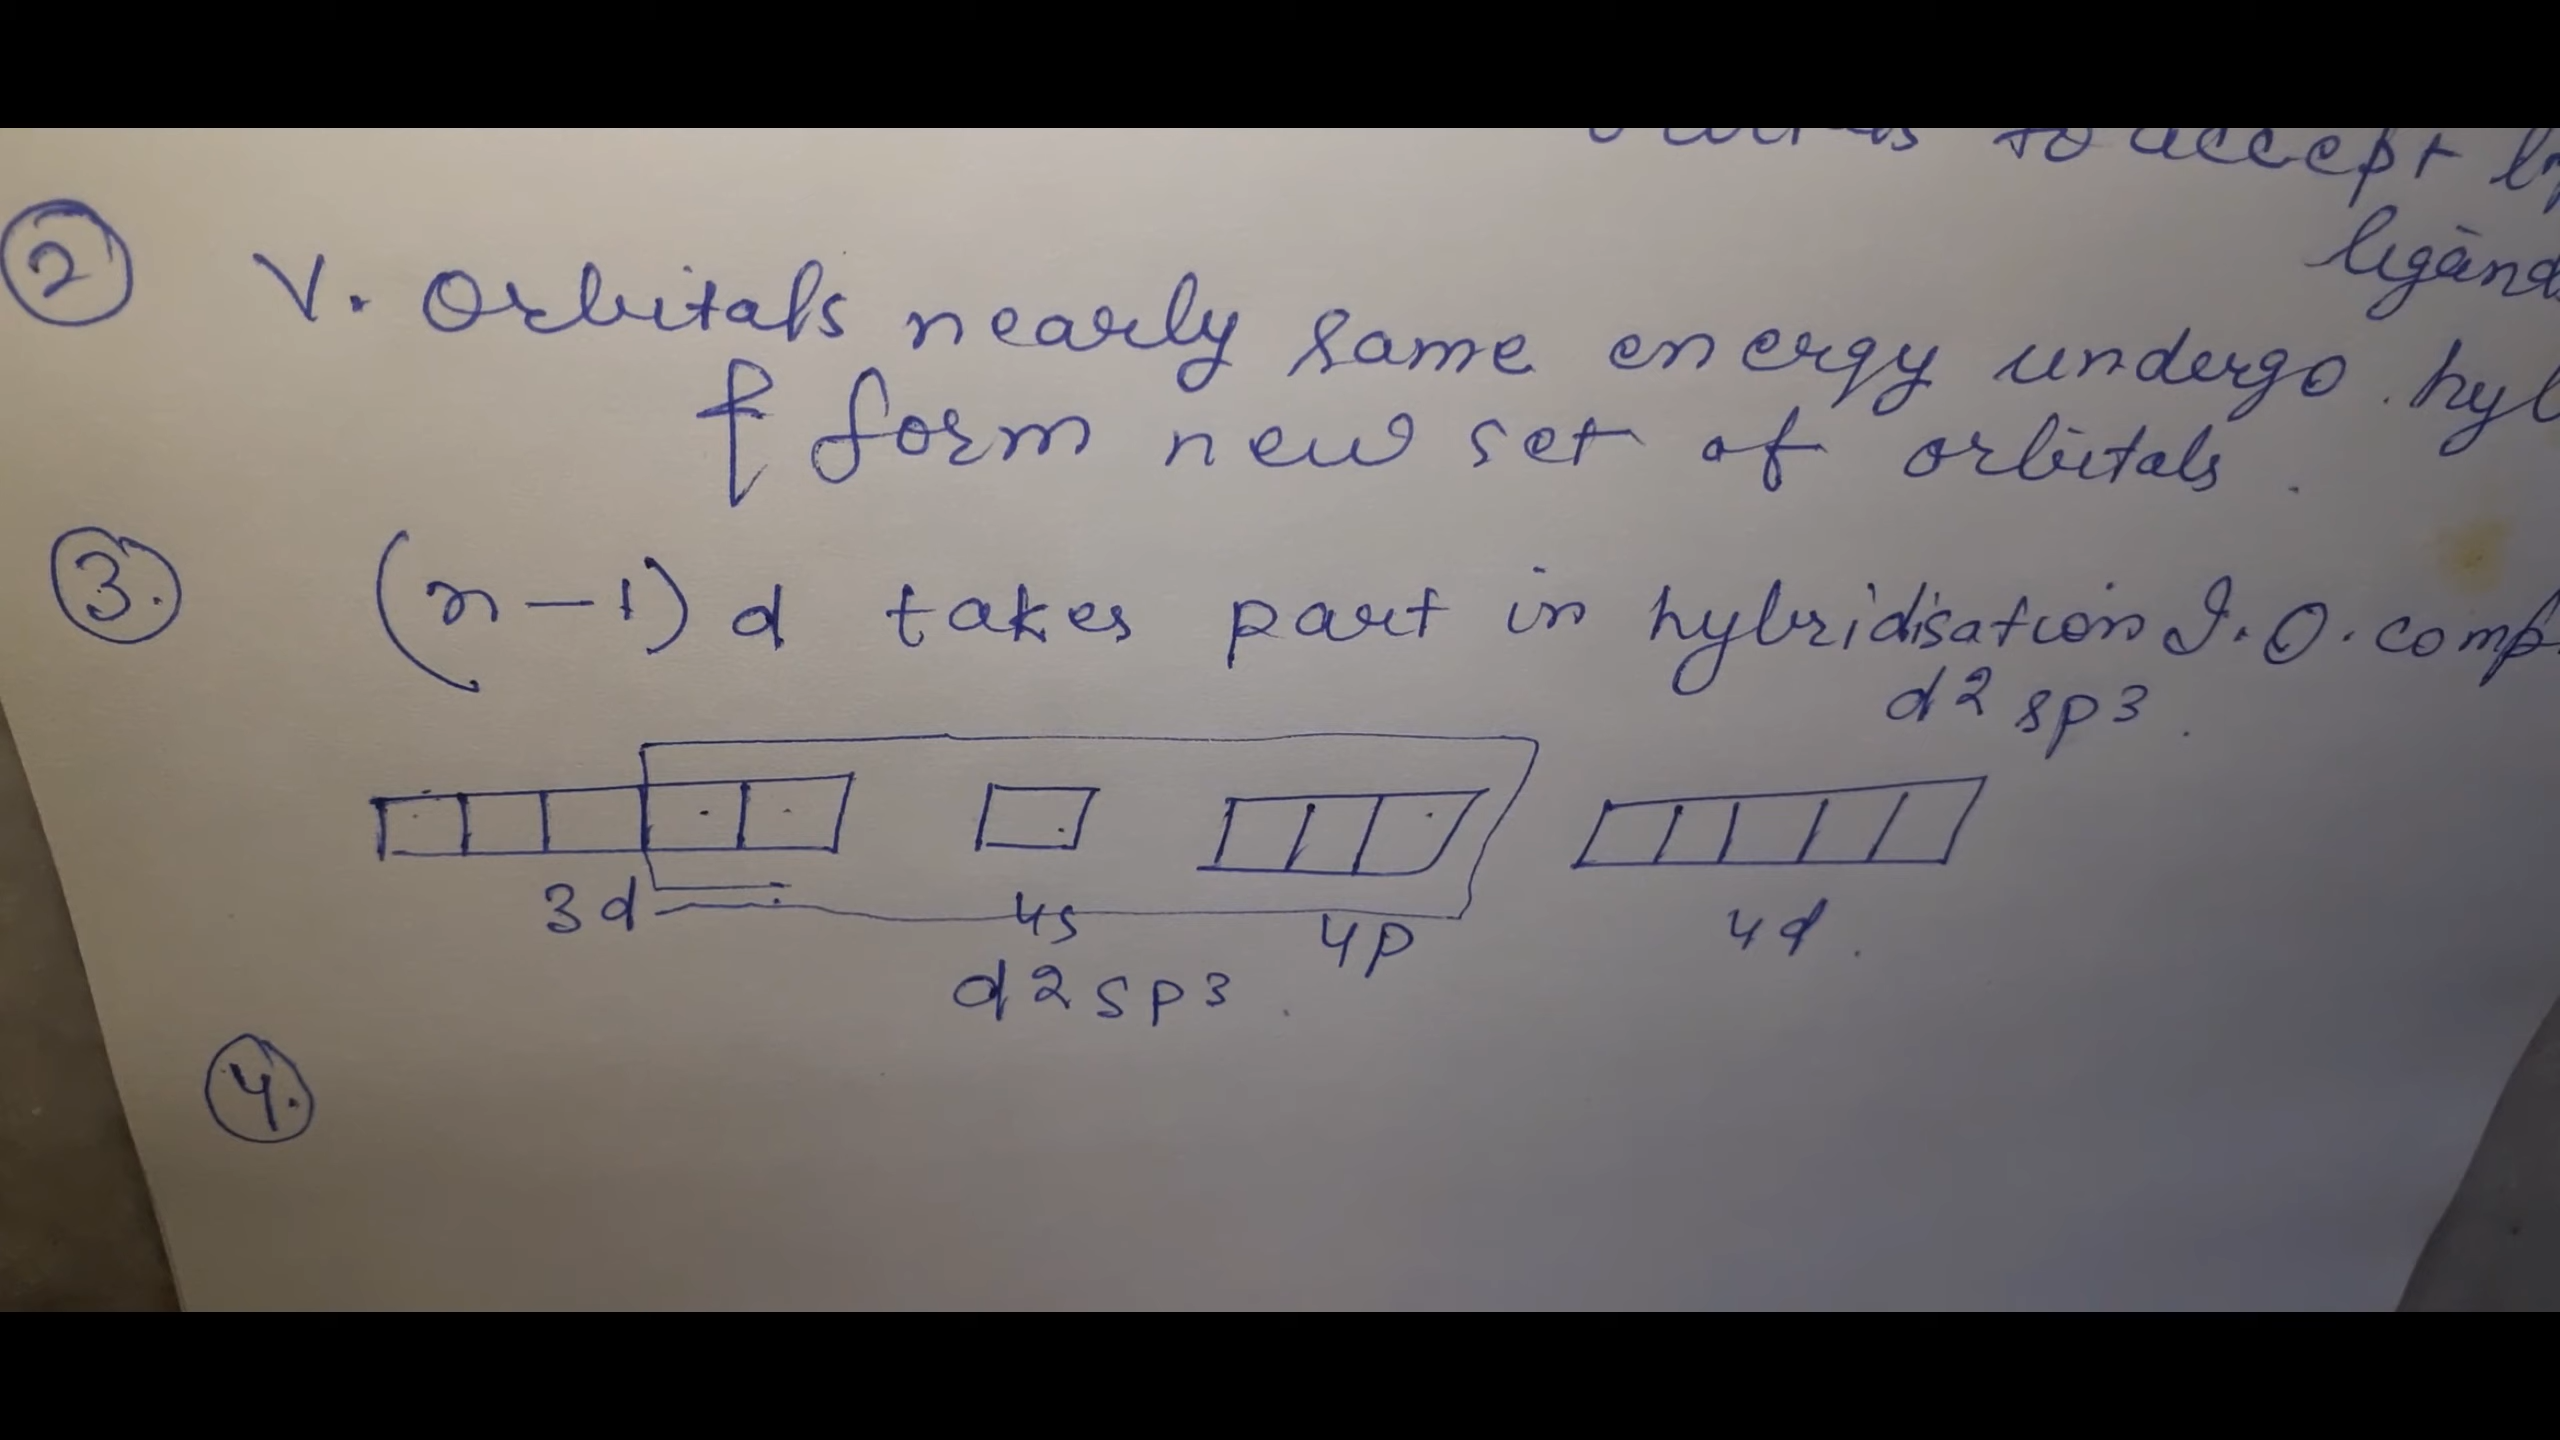 to accept
ligand
② V. Orbitals nearly same energy undergo
& form new set of orbitals.
③. (n-1) d takes part in hybridisation I.O. comp
d2 sp3.
3d 4s 4p 4d.
d2sp3.
④.